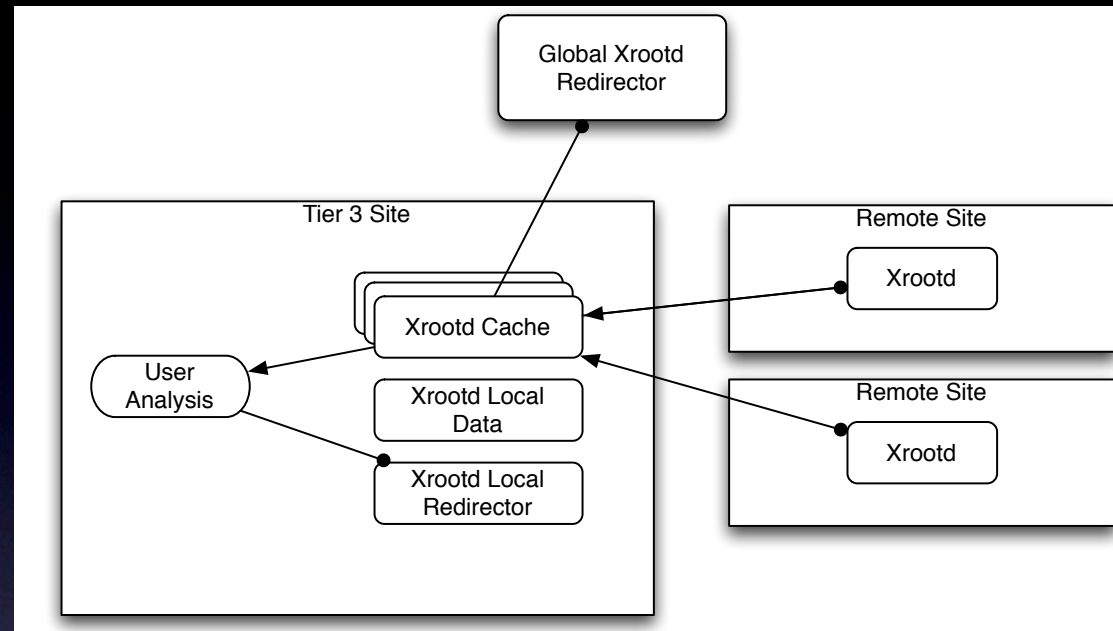 Global Xrootd
Redirector
Tier 3 Site
Remote Site
Xrootd
Xrootd Cache
User
Analysis
Xrootd Local
Data
Remote Site
Xrootd
Xrootd Local
Redirector